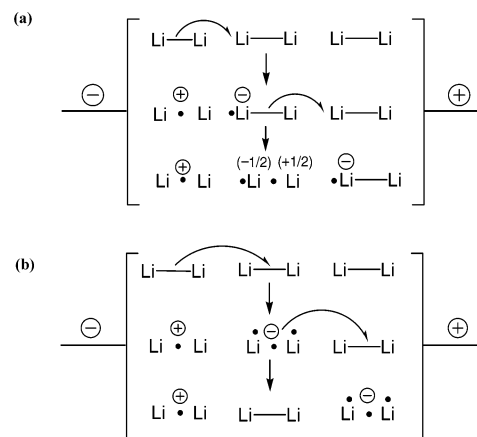 (a)
Li—Li Li—Li Li—Li
⊖ ⊕ ⊖ ⊕
Li • Li •Li—Li Li—Li
(−1/2) (+1/2) ⊖
⊕
Li • Li •Li • Li •Li—Li
(b)
Li—Li Li—Li Li—Li
⊖ ⊕ • ⊖ • ⊕
Li • Li Li • Li Li—Li
⊕ • ⊖ •
Li • Li Li—Li Li • Li